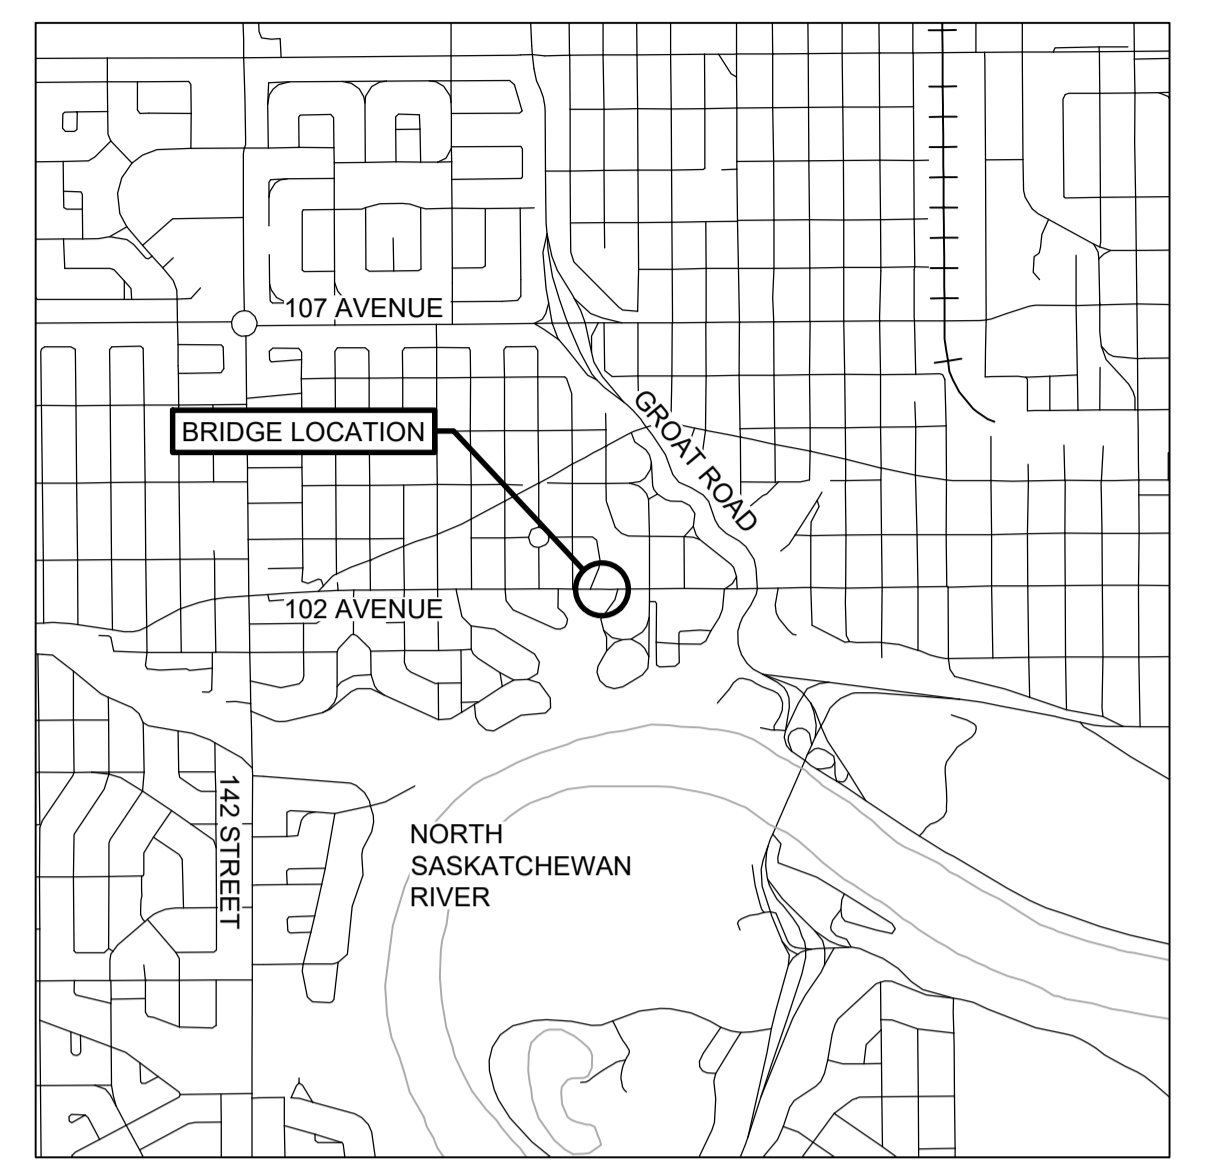 107 AVENUE
BRIDGE LOCATION
GROAT ROAD
102 AVENUE
142 STREET
NORTH
SASKATCHEWAN
RIVER